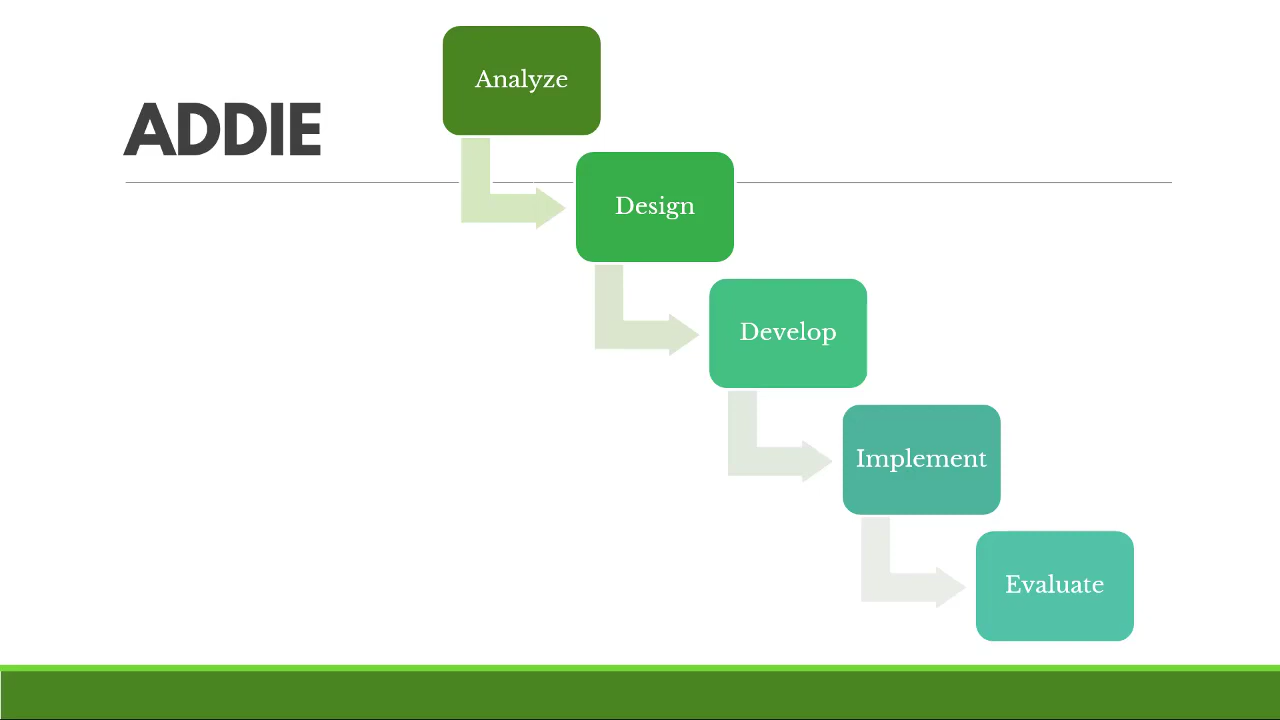 ADDIE
Analyze
Design
Develop
Implement
Evaluate